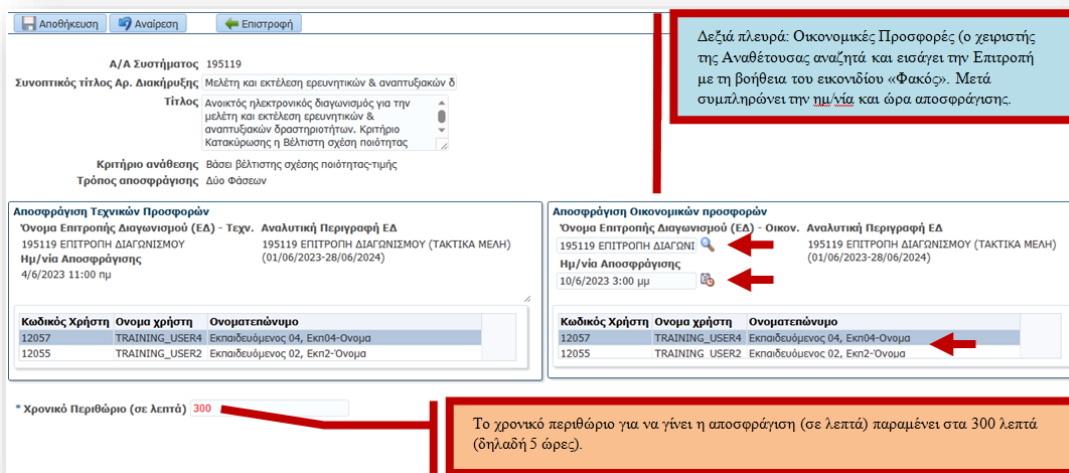 Αποθήκευση Αναίρεση Επιστροφή
Δεξιά πλευρά: Οικονομικές Προσφορές (ο χειριστής
της Αναθέτουσας αναζητά και εισάγει την Επιτροπή
με τη βοήθεια του εικονιδίου «Φακός». Μετά
συμπληρώνει την ημ/νία και ώρα αποσφράγισης.
Α/Α Συστήματος 195119
Συνοπτικός τίτλος Αρ. Διακήρυξης Μελέτη και εκτέλεση ερευνητικών & αναπτυξιακών δ
Τίτλος Ανοικτός ηλεκτρονικός διαγωνισμός για την
μελέτη και εκτέλεση ερευνητικών &
αναπτυξιακών δραστηριοτήτων. Κριτήριο
Κατακύρωσης η Βέλτιστη σχέση ποιότητας
Κριτήριο ανάθεσης Βάσει βέλτιστης σχέσης ποιότητας-τιμής
Τρόπος αποσφράγισης Δύο Φάσεων
Αποσφράγιση Τεχνικών Προσφορών
Όνομα Επιτροπής Διαγωνισμού (ΕΔ) - Τεχν. Αναλυτική Περιγραφή ΕΔ
195119 ΕΠΙΤΡΟΠΗ ΔΙΑΓΩΝΙΣΜΟΥ 195119 ΕΠΙΤΡΟΠΗ ΔΙΑΓΩΝΙΣΜΟΥ (ΤΑΚΤΙΚΑ ΜΕΛΗ)
Ημ/νία Αποσφράγισης (01/06/2023-28/06/2024)
4/6/2023 11:00 πμ
Κωδικός Χρήστη Ονομα χρήστη Ονοματεπώνυμο
12057 TRAINING_USER4 Εκπαιδευόμενος 04, Εκπ04-Ονομα
12055 TRAINING_USER2 Εκπαιδευόμενος 02, Εκπ2-Όνομα
Αποσφράγιση Οικονομικών προσφορών
Όνομα Επιτροπής Διαγωνισμού (ΕΔ) - Οικον. Αναλυτική Περιγραφή ΕΔ
195119 ΕΠΙΤΡΟΠΗ ΔΙΑΓΩΝΙ 195119 ΕΠΙΤΡΟΠΗ ΔΙΑΓΩΝΙΣΜΟΥ (ΤΑΚΤΙΚΑ ΜΕΛΗ)
Ημ/νία Αποσφράγισης (01/06/2023-28/06/2024)
10/6/2023 3:00 μμ
Κωδικός Χρήστη Ονομα χρήστη Ονοματεπώνυμο
12057 TRAINING_USER4 Εκπαιδευόμενος 04, Εκπ04-Ονομα
12055 TRAINING_USER2 Εκπαιδευόμενος 02, Εκπ2-Όνομα
* Χρονικό Περιθώριο (σε λεπτά) 300
Το χρονικό περιθώριο για να γίνει η αποσφράγιση (σε λεπτά) παραμένει στα 300 λεπτά
(δηλαδή 5 ώρες).